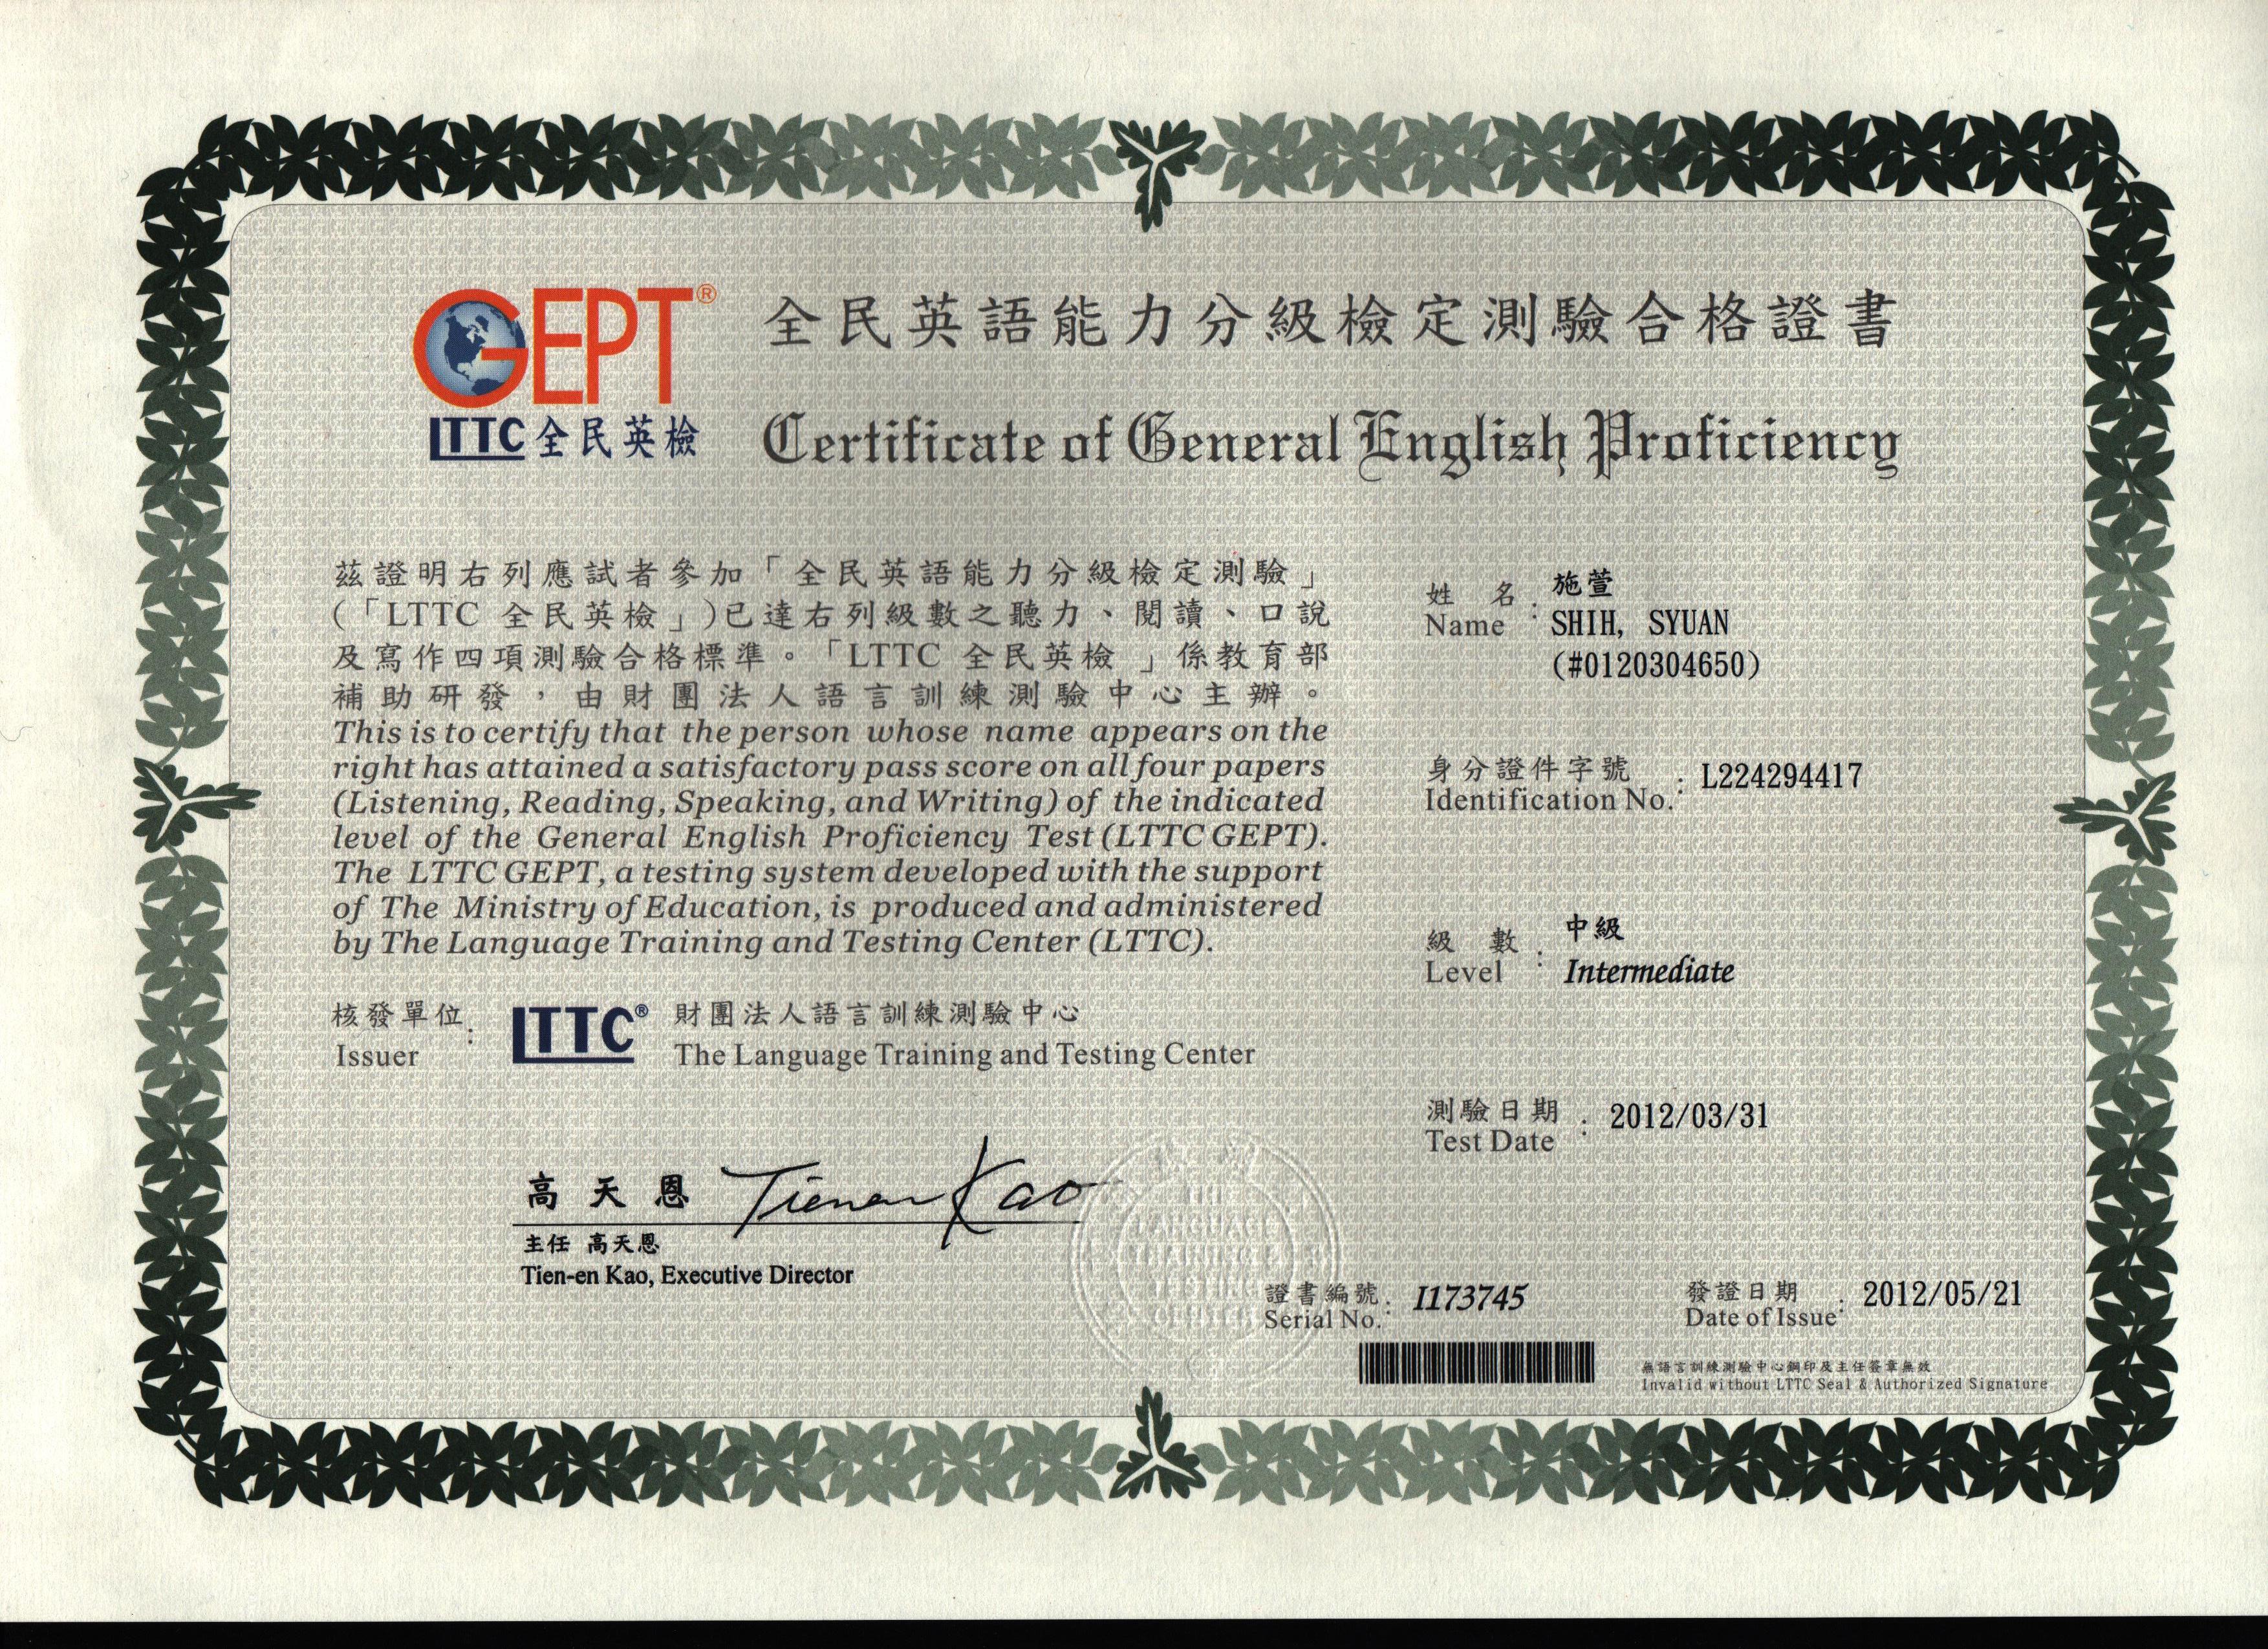 GEPT®
LTTC 全民英檢
全民英語能力分級檢定測驗合格證書
Certificate of General English Proficiency
茲證明右列應試者參加「全民英語能力分級檢定測驗」
(「LTTC 全民英檢」)已達右列級數之聽力、閱讀、口說
及寫作四項測驗合格標準。「LTTC 全民英檢」係教育部
補助研發，由財團法人語言訓練測驗中心主辦。
This is to certify that the person whose name appears on the
right has attained a satisfactory pass score on all four papers
(Listening, Reading, Speaking, and Writing) of the indicated
level of the General English Proficiency Test (LTTC GEPT).
The LTTC GEPT, a testing system developed with the support
of The Ministry of Education, is produced and administered
by The Language Training and Testing Center (LTTC).
核發單位
Issuer :
LTTC® 財團法人語言訓練測驗中心
The Language Training and Testing Center
高天恩 Tienen Kao
主任 高天恩
Tien-en Kao, Executive Director
姓名 : 施萱
Name SHIH, SYUAN
(#0120304650)
身分證件字號
Identification No. : L224294417
級數 : 中級
Level Intermediate
測驗日期
Test Date : 2012/03/31
THE
LANGUAGE
TRAINING &
TESTING
CENTER
證書編號
Serial No. : I173745
發證日期
Date of Issue : 2012/05/21
無語言訓練測驗中心鋼印及主任簽章無效
Invalid without LTTC Seal & Authorized Signature